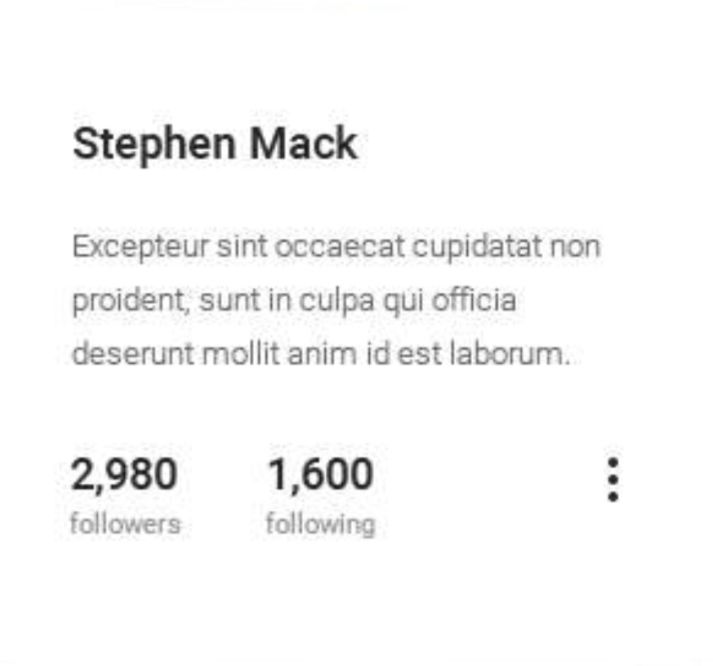 Stephen Mack
Excepteur sint occaecat cupidatat non
proident, sunt in culpa qui officia
deserunt mollit anim id est laborum.
2,980 1,600
followers following